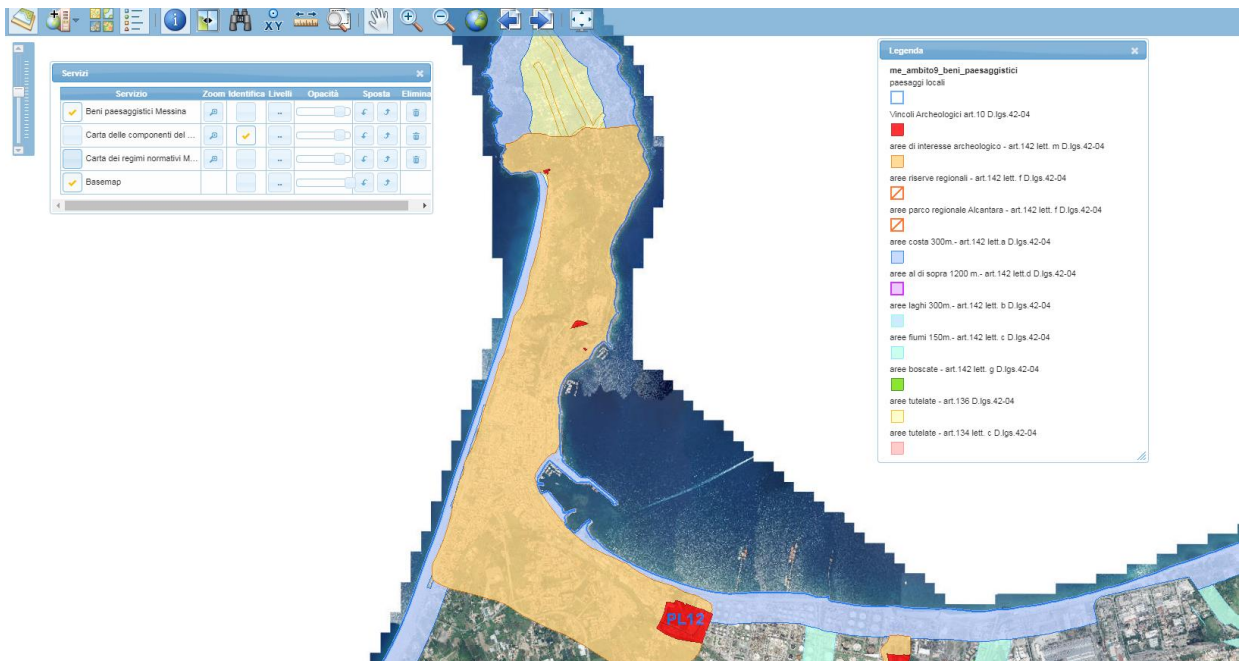 XY
Servizi
Servizio Zoom Identifica Livelli Opacità Sposta Elimina
Beni paesaggistici Messina
Carta delle componenti del ...
Carta dei regimi normativi M...
Basemap
Legenda
me_ambito9_beni_paesaggistici
paesaggi locali
Vincoli Archeologici art.10 D.lgs.42-04
aree di interesse archeologico - art.142 lett. m D.lgs.42-04
aree riserve regionali - art.142 lett. f D.lgs.42-04
aree parco regionale Alcantara - art.142 lett. f D.lgs.42-04
aree costa 300m.- art.142 lett.a D.lgs.42-04
aree al di sopra 1200 m.- art.142 lett.d D.lgs.42-04
aree laghi 300m.- art.142 lett. b D.lgs.42-04
aree fiumi 150m.- art.142 lett. c D.lgs.42-04
aree boscate - art.142 lett. g D.lgs.42-04
aree tutelate - art.136 D.lgs.42-04
aree tutelate - art.134 lett. c D.lgs.42-04
PL12